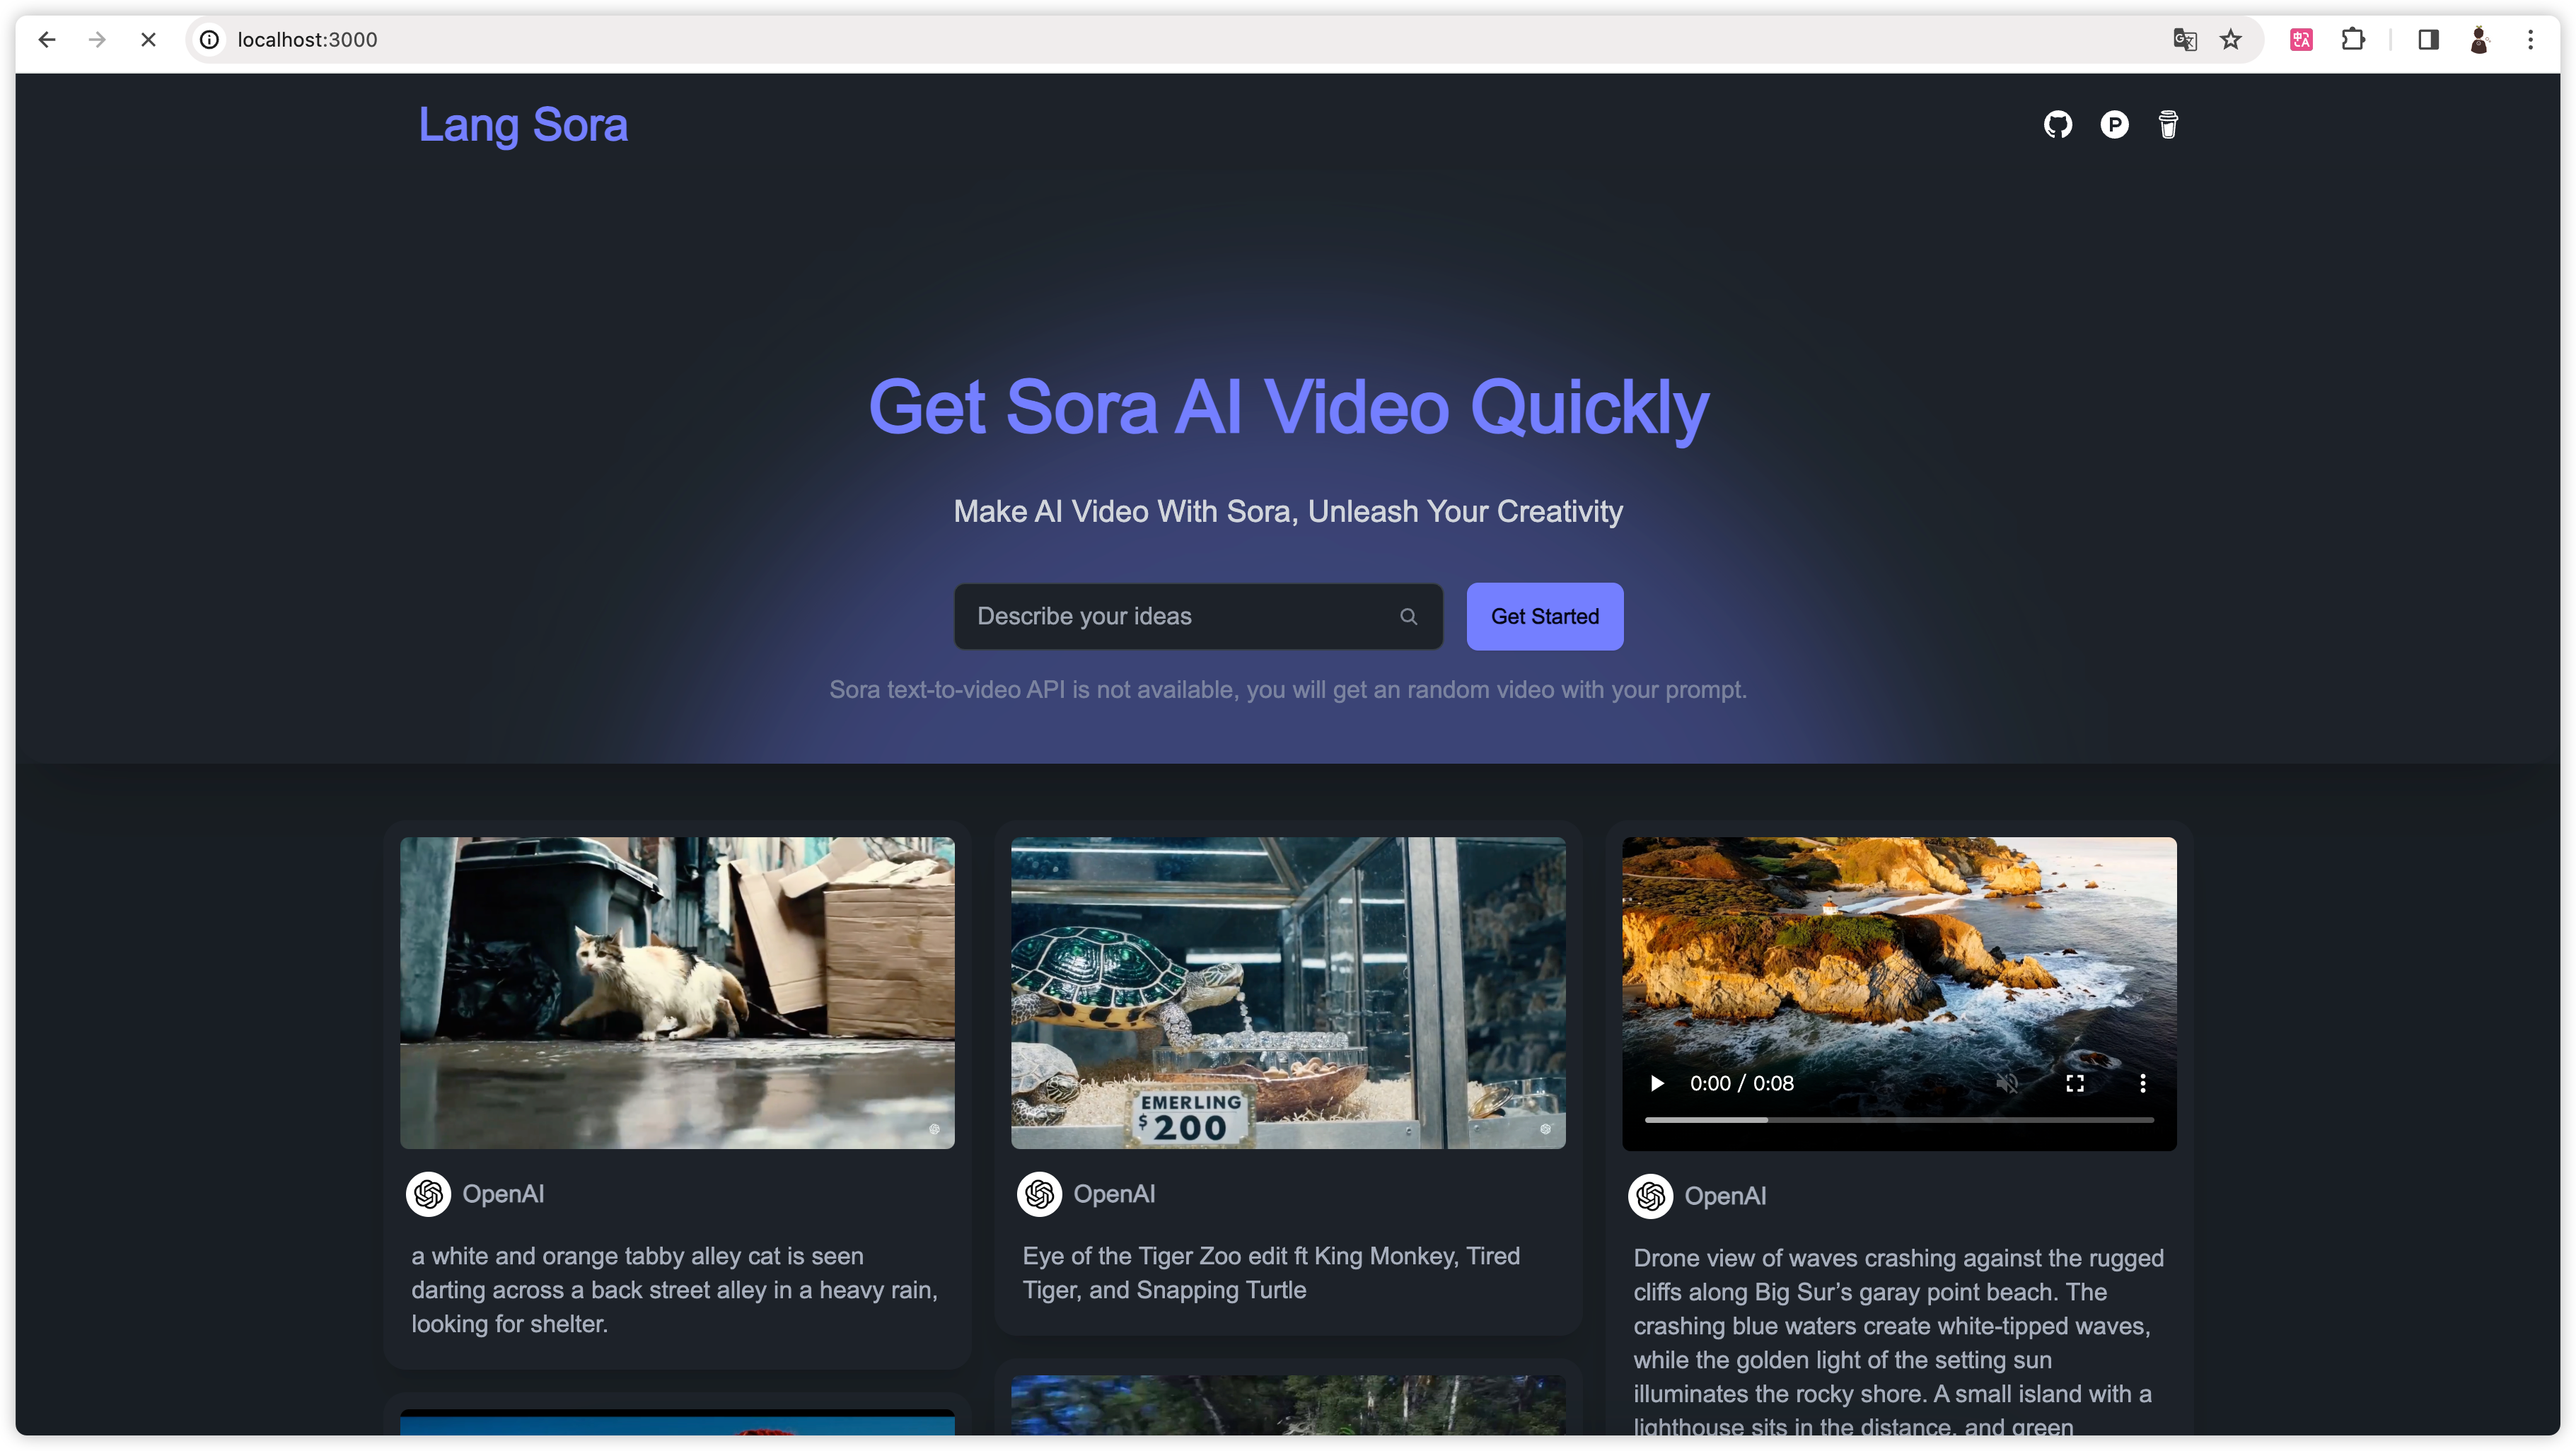 localhost:3000
Lang Sora
Get Sora AI Video Quickly
Make AI Video With Sora, Unleash Your Creativity
Describe your ideas
Get Started
Sora text-to-video API is not available, you will get an random video with your prompt.
EMERLING
$200
0:00 / 0:08
OpenAI
a white and orange tabby alley cat is seen
darting across a back street alley in a heavy rain,
looking for shelter.
OpenAI
Eye of the Tiger Zoo edit ft King Monkey, Tired
Tiger, and Snapping Turtle
OpenAI
Drone view of waves crashing against the rugged
cliffs along Big Sur’s garay point beach. The
crashing blue waters create white-tipped waves,
while the golden light of the setting sun
illuminates the rocky shore. A small island with a
lighthouse sits in the distance, and green